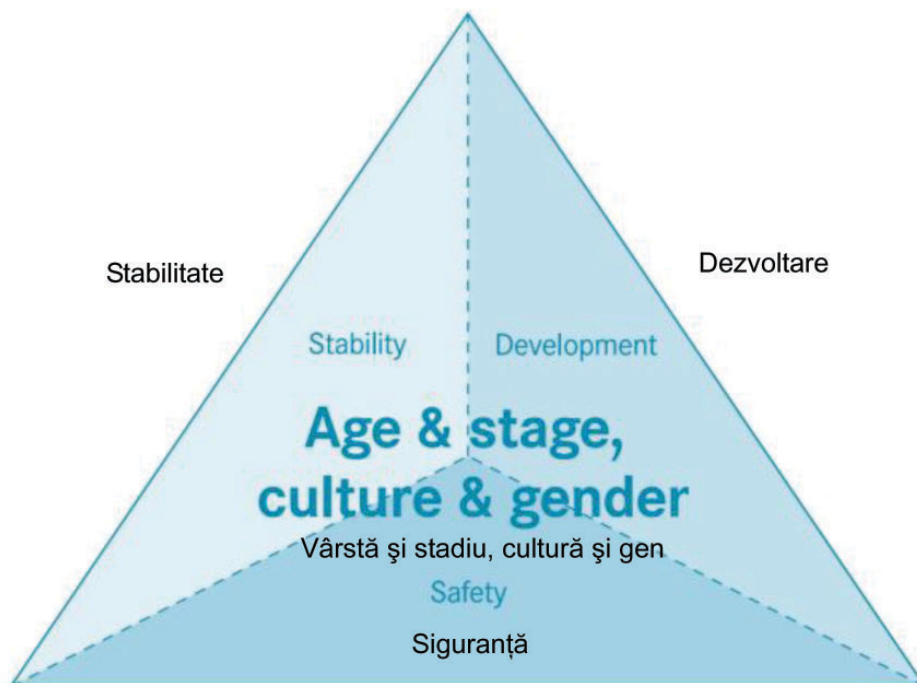 Stabilitate
Dezvoltare
Stability
Development
Age & stage,
culture & gender
Vârstă şi stadiu, cultură şi gen
Safety
Siguranță